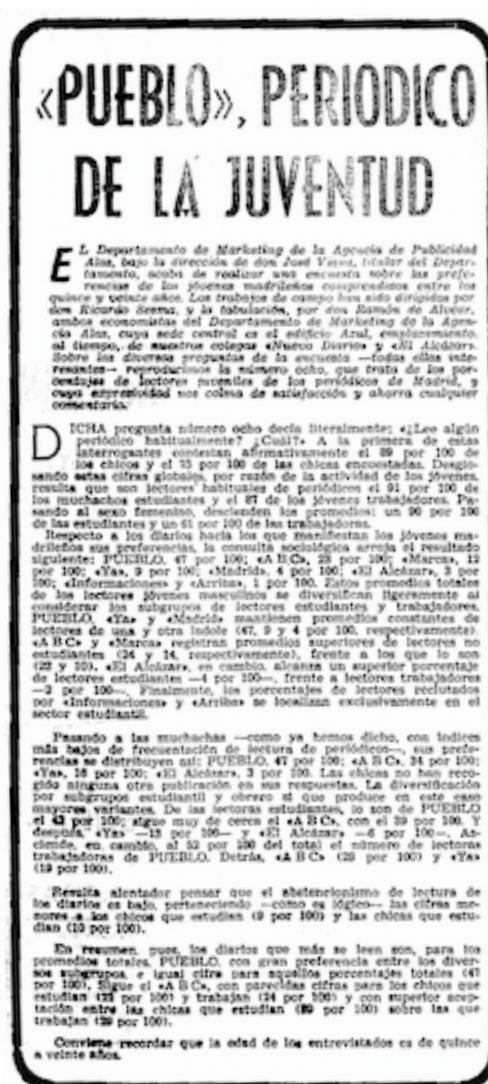 «PUEBLO», PERIODICO
DE LA JUVENTUD
EL Departamento de Marketing de la Agencia de Publicidad
Alas, bajo la dirección de don José Vives, titular del Depar-
tamento, acaba de realizar una encuesta sobre las prefe-
rencias de los jóvenes madrileños comprendidos entre los
quince y veinte años. Los trabajos de campo han sido dirigidos por
don Ricardo Sesma, y la tabulación, por don Ramón de Alvear,
ambos economistas del Departamento de Marketing de la Agen-
cia Alas, cuya sede central es el edificio Azul, emplazamiento,
al tiempo, de nuestros colegas «Nuevo Diario» y «El Alcázar».
Sobre las diversas preguntas de la encuesta —todas ellas inte-
resantes— reproducimos la número ocho, que trata de los por-
centajes de lectores juveniles de los periódicos de Madrid, y
cuya expresividad nos colma de satisfacción y ahorra cualquier
comentario.
DICHA pregunta número ocho decía literalmente: «¿Lee algún
periódico habitualmente? ¿Cuál?» A la primera de estas
interrogantes contestan afirmativamente el 89 por 100 de
los chicos y el 75 por 100 de las chicas encuestadas. Desglo-
sando estas cifras globales, por razón de la actividad de los jóvenes,
resulta que son lectores habituales de periódicos el 91 por 100 de
los muchachos estudiantes y el 87 de los jóvenes trabajadores. Pa-
sando al sexo femenino, descienden los promedios: un 90 por 100
de las estudiantes y un 61 por 100 de las trabajadoras.
Respecto a los diarios hacia los que manifiestan los jóvenes ma-
drileños sus preferencias, la consulta sociológica arroja el resultado
siguiente: PUEBLO, 47 por 100; «A B C», 23 por 100; «Marca», 12
por 100; «Ya», 9 por 100; «Madrid», 4 por 100; «El Alcázar», 3 por
100; «Informaciones» y «Arriba», 1 por 100. Estos promedios totales
de los lectores jóvenes masculinos se diversifican ligeramente al
considerar los subgrupos de lectores estudiantes y trabajadores.
PUEBLO, «Ya» y «Madrid» mantienen promedios constantes de
lectores de una y otra índole (47, 9 y 4 por 100, respectivamente).
«A B C» y «Marca» registran promedios superiores de lectores no
estudiantes (24 y 14, respectivamente), frente a los que lo son
(22 y 10). «El Alcázar», en cambio, alcanza un superior porcentaje
de lectores estudiantes —4 por 100—, frente a lectores trabajadores
—2 por 100—. Finalmente, los porcentajes de lectores reclutados
por «Informaciones» y «Arriba» se localizan exclusivamente en el
sector estudiantil.
Pasando a las muchachas —como ya hemos dicho, con índices
más bajos de frecuentación de lectura de periódicos—, sus prefe-
rencias se distribuyen así: PUEBLO, 47 por 100; «A B C», 34 por 100;
«Ya», 16 por 100; «El Alcázar», 3 por 100. Las chicas no han reco-
gido ninguna otra publicación en sus respuestas. La diversificación
por subgrupos estudiantil y obrero sí que produce en este caso
mayores variantes. De las lectoras estudiantes, lo son de PUEBLO
el 42 por 100; sigue muy de cerca el «A B C», con el 39 por 100. Y
después, «Ya» —13 por 100— y «El Alcázar» —6 por 100—. As-
ciende, en cambio, al 52 por 100 del total el número de lectoras
trabajadoras de PUEBLO. Detrás, «A B C» (29 por 100) y «Ya»
(19 por 100).
Resulta alentador pensar que el abstencionismo de lectura de
los diarios es bajo, perteneciendo —como es lógico— las cifras me-
nores a los chicos que estudian (9 por 100) y las chicas que estu-
dian (10 por 100).
En resumen, pues, los diarios que más se leen son, para los
promedios totales, PUEBLO, con gran preferencia entre los diver-
sos subgrupos, e igual cifra para aquellos porcentajes totales (47
por 100). Sigue el «A B C», con parecidas cifras para los chicos que
estudian (22 por 100) y trabajan (24 por 100) y con superior acep-
tación entre las chicas que estudian (39 por 100) sobre las que
trabajan (29 por 100).
Conviene recordar que la edad de los entrevistados es de quince
a veinte años.